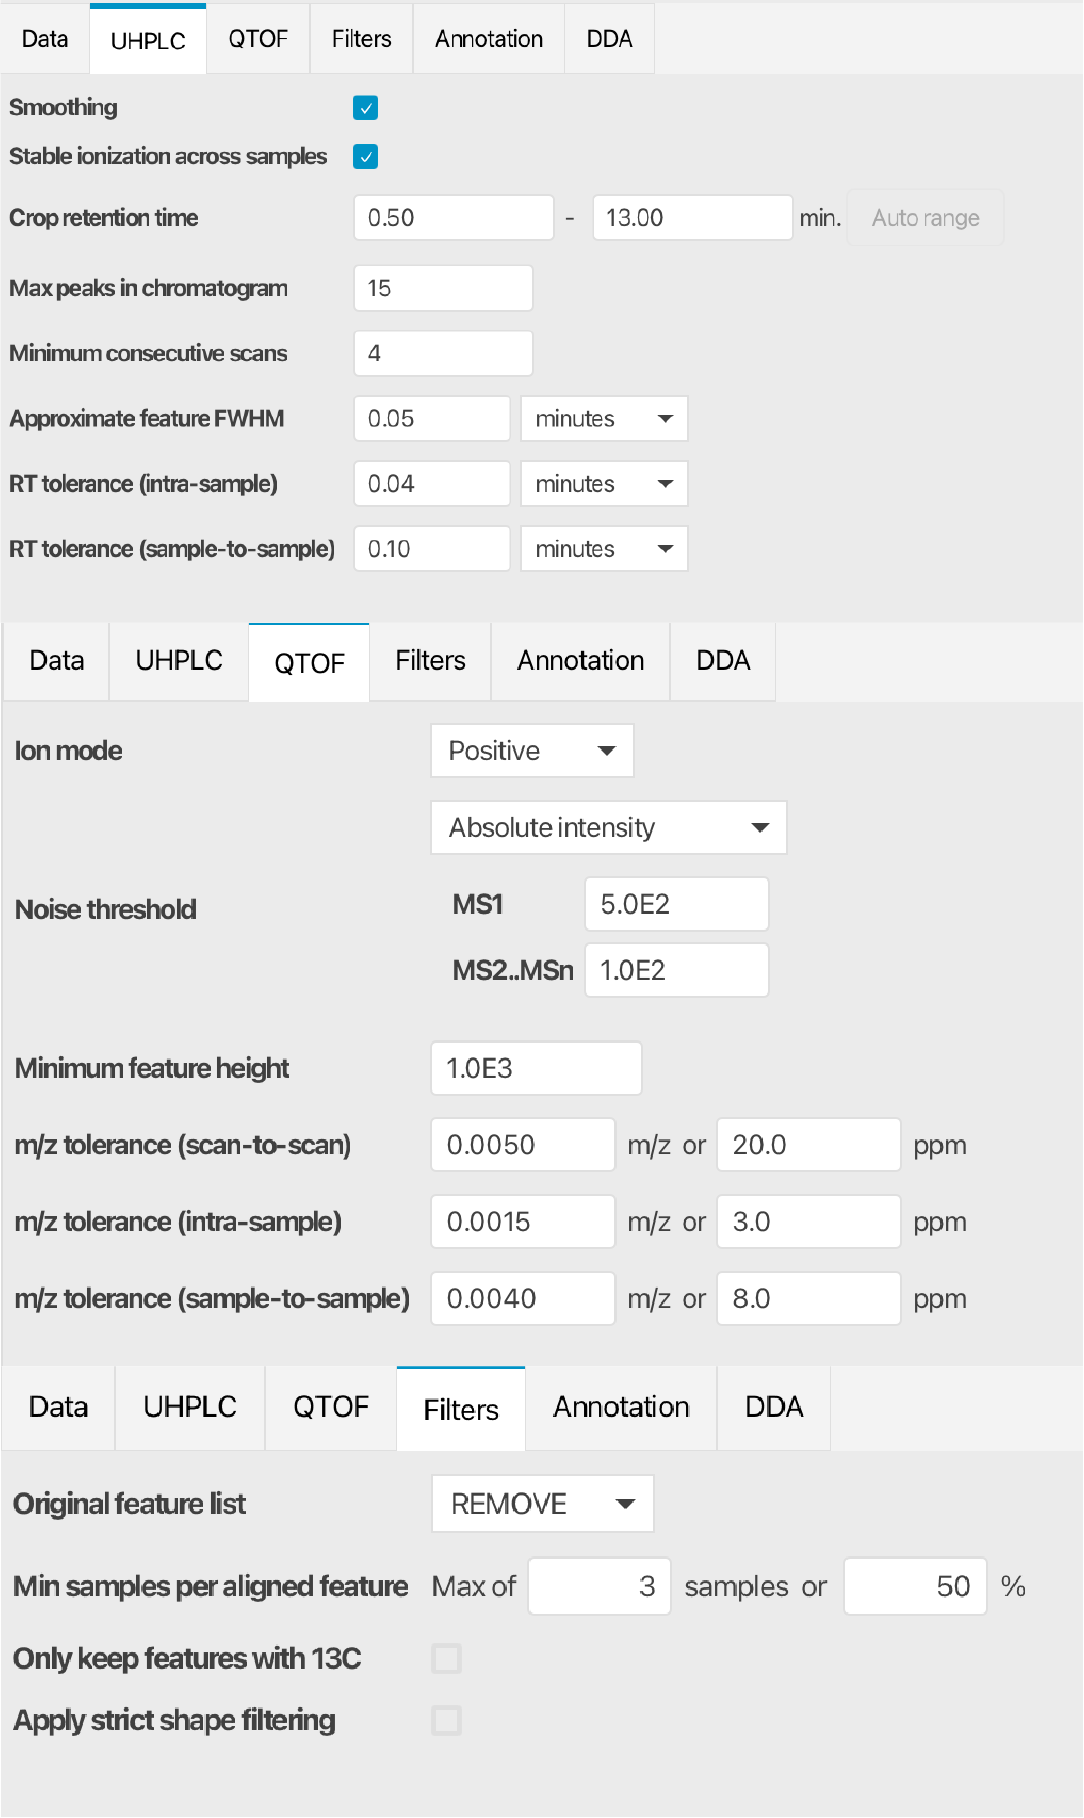 Data UHPLC QTOF Filters Annotation DDA
Smoothing
Stable ionization across samples
Crop retention time 0.50 - 13.00 min. Auto range
Max peaks in chromatogram 15
Minimum consecutive scans 4
Approximate feature FWHM 0.05 minutes
RT tolerance (intra-sample) 0.04 minutes
RT tolerance (sample-to-sample) 0.10 minutes
Data UHPLC QTOF Filters Annotation DDA
Ion mode Positive
Absolute intensity
Noise threshold MS1 5.0E2
MS2..MSn 1.0E2
Minimum feature height 1.0E3
m/z tolerance (scan-to-scan) 0.0050 m/z or 20.0 ppm
m/z tolerance (intra-sample) 0.0015 m/z or 3.0 ppm
m/z tolerance (sample-to-sample) 0.0040 m/z or 8.0 ppm
Data UHPLC QTOF Filters Annotation DDA
Original feature list REMOVE
Min samples per aligned feature Max of 3 samples or 50 %
Only keep features with 13C
Apply strict shape filtering